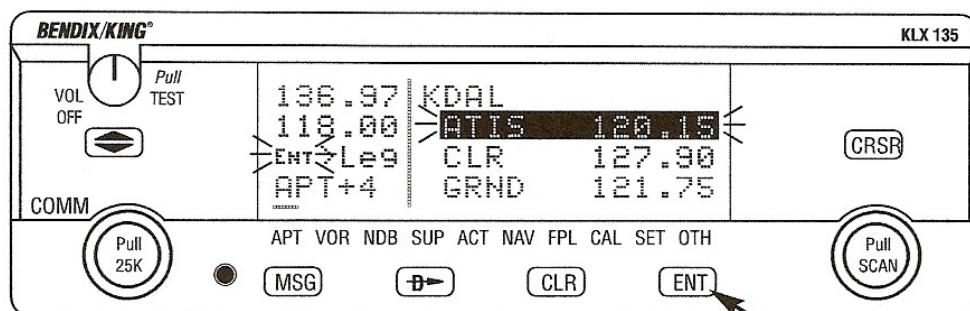 BENDIX/KING® KLX 135
Pull
TEST
VOL
OFF
136.97 KDAL
118.00 ATIS 120.15
ENT>Leg CLR 127.90
APT+4 GRND 121.75
CRSR
COMM
APT VOR NDB SUP ACT NAV FPL CAL SET OTH
Pull
25K
MSG D CLR ENT
Pull
SCAN